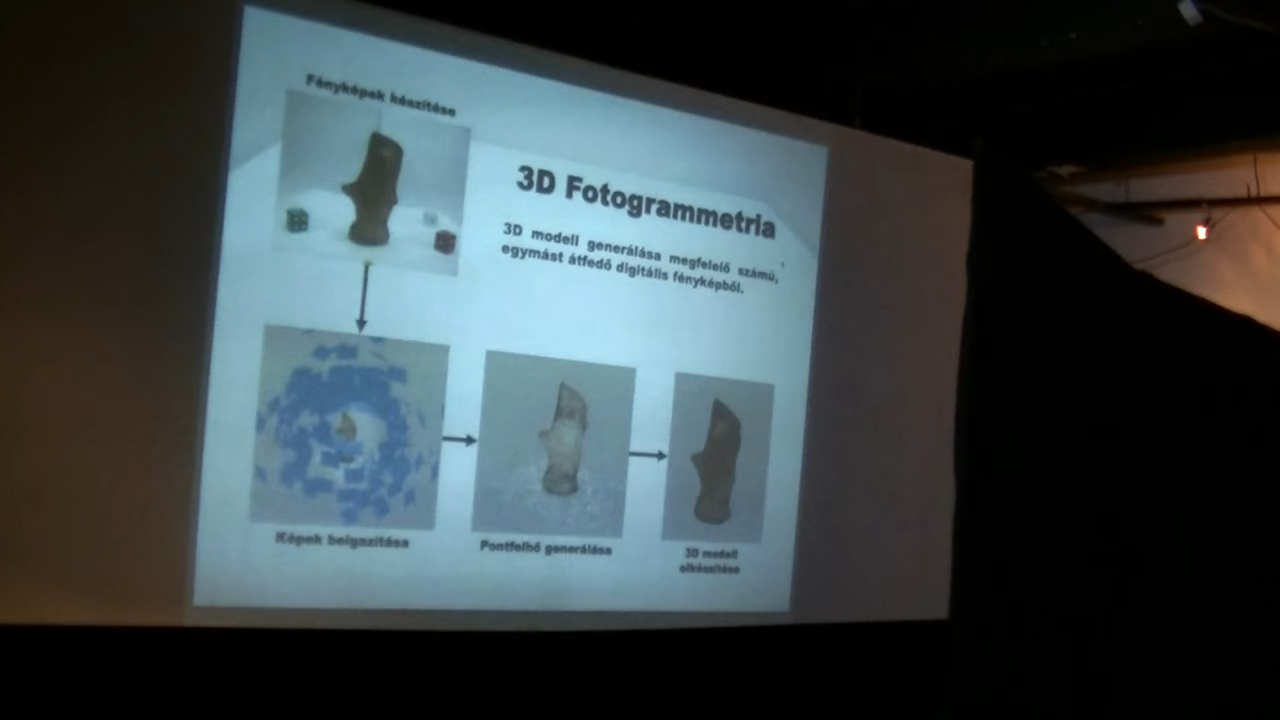 Fényképek készítése
3D Fotogrammetria
3D modell generálása megfelelő számú,
egymást átfedő digitális fényképből.
Képek beigazítása
Pontfelhő generálása
3D modell
elkészítése